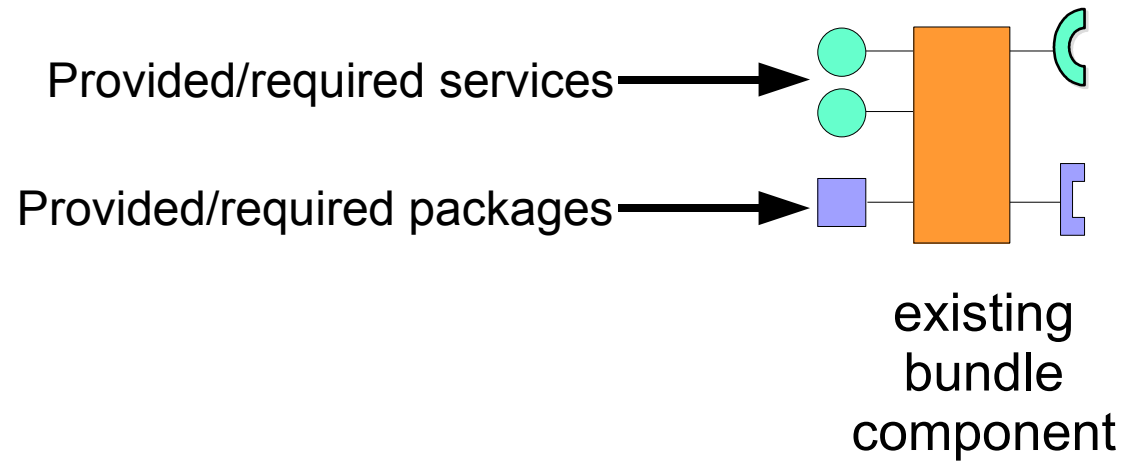 Provided/required services
Provided/required packages
existing
bundle
component